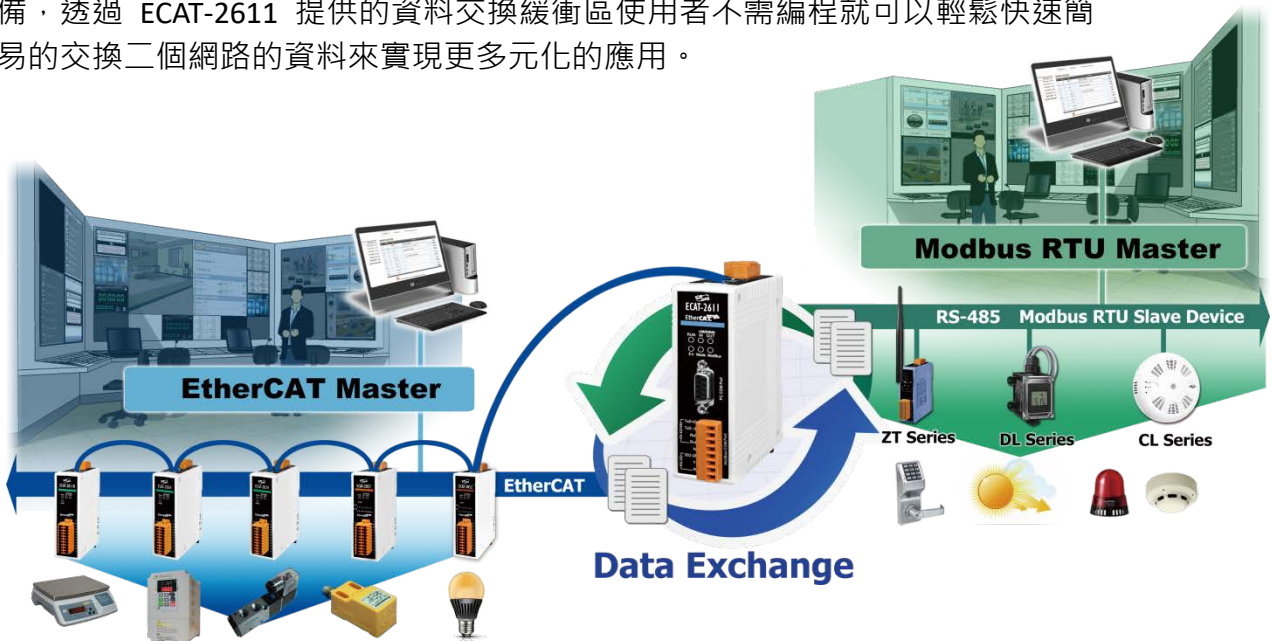 備，透過 ECAT-2611 提供的資料交換緩衝區使用者不需編程就可以輕鬆快速簡
易的交換二個網路的資料來實現更多元化的應用。
Modbus RTU Master
ECAT-2611
EtherCAT
RS-485 Modbus RTU Slave Device
EtherCAT Master
ZT Series
DL Series
CL Series
EtherCAT
Data Exchange